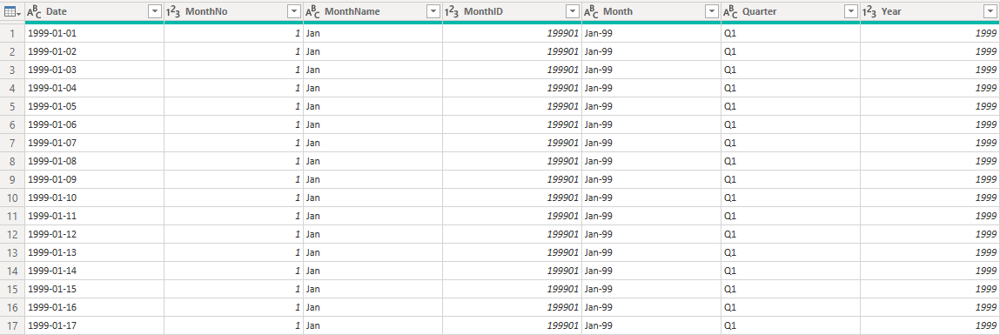 ABC Date 123 MonthNo ABC MonthName 123 MonthID ABC Month ABC Quarter 123 Year
1 1999-01-01 1 Jan 199901 Jan-99 Q1 1999
2 1999-01-02 1 Jan 199901 Jan-99 Q1 1999
3 1999-01-03 1 Jan 199901 Jan-99 Q1 1999
4 1999-01-04 1 Jan 199901 Jan-99 Q1 1999
5 1999-01-05 1 Jan 199901 Jan-99 Q1 1999
6 1999-01-06 1 Jan 199901 Jan-99 Q1 1999
7 1999-01-07 1 Jan 199901 Jan-99 Q1 1999
8 1999-01-08 1 Jan 199901 Jan-99 Q1 1999
9 1999-01-09 1 Jan 199901 Jan-99 Q1 1999
10 1999-01-10 1 Jan 199901 Jan-99 Q1 1999
11 1999-01-11 1 Jan 199901 Jan-99 Q1 1999
12 1999-01-12 1 Jan 199901 Jan-99 Q1 1999
13 1999-01-13 1 Jan 199901 Jan-99 Q1 1999
14 1999-01-14 1 Jan 199901 Jan-99 Q1 1999
15 1999-01-15 1 Jan 199901 Jan-99 Q1 1999
16 1999-01-16 1 Jan 199901 Jan-99 Q1 1999
17 1999-01-17 1 Jan 199901 Jan-99 Q1 1999